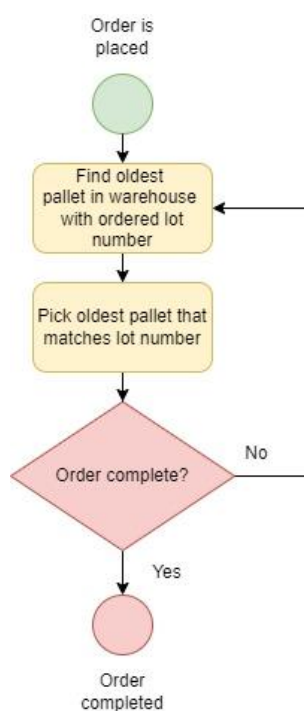 Order is
placed
Find oldest
pallet in warehouse
with ordered lot
number
Pick oldest pallet that
matches lot number
Order complete?
No
Yes
Order
completed